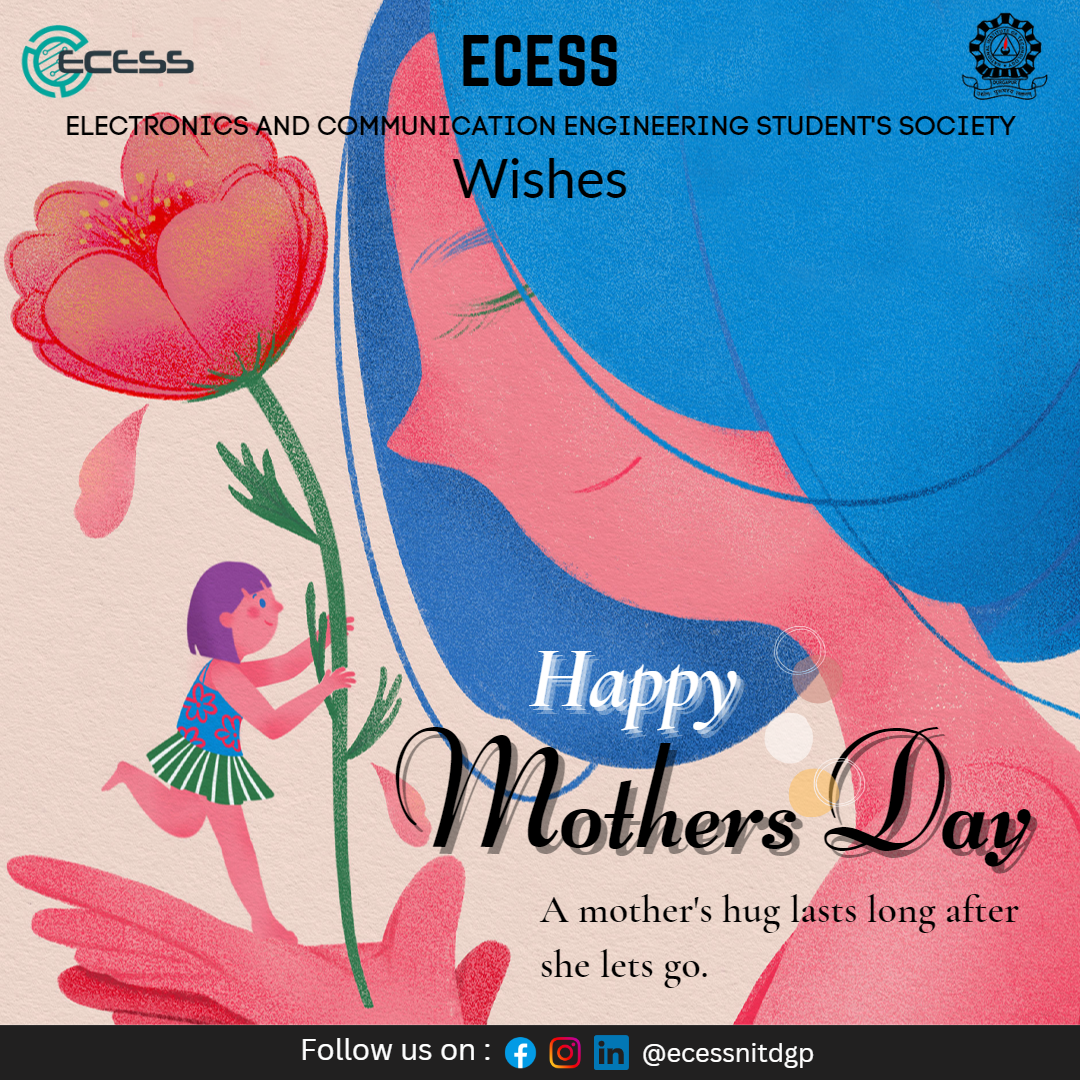 ECESS
ECESS
ELECTRONICS AND COMMUNICATION ENGINEERING STUDENT'S SOCIETY
Wishes
Happy
Mothers Day
A mother's hug lasts long after
she lets go.
Follow us on :
@ecessnitdgp